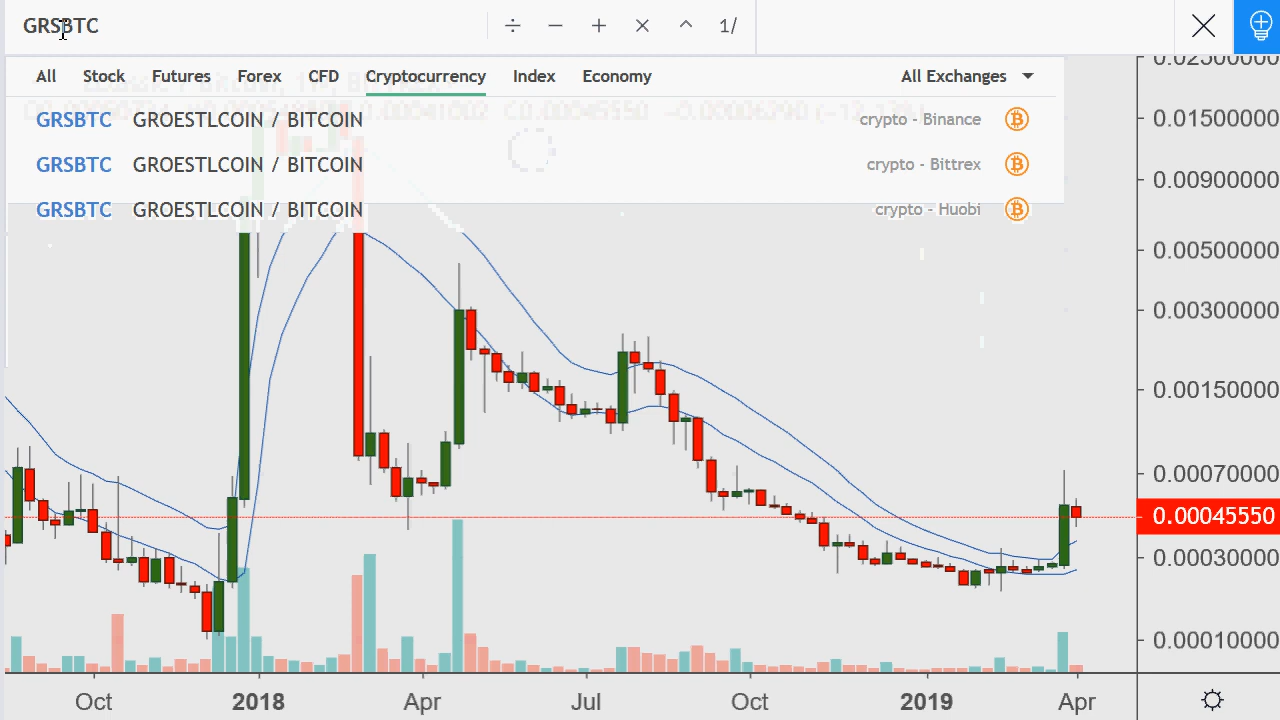 GRSBTC ÷ − + × ^ 1/
All Stock Futures Forex CFD Cryptocurrency Index Economy All Exchanges
GRSBTC GROESTLCOIN / BITCOIN crypto - Binance
GRSBTC GROESTLCOIN / BITCOIN crypto - Bittrex
GRSBTC GROESTLCOIN / BITCOIN crypto - Huobi
0.01500000
0.00900000
0.00500000
0.00300000
0.00150000
0.00070000
0.00045550
0.00030000
0.00010000
Oct 2018 Apr Jul Oct 2019 Apr